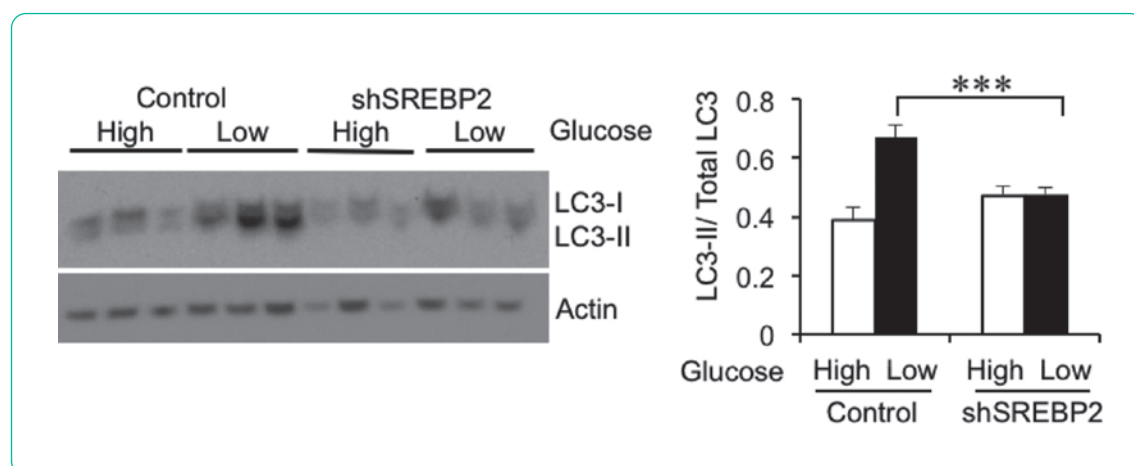 Control shSREBP2
High Low High Low Glucose
LC3-I
LC3-II
Actin
***
LC3-II/ Total LC3
0.8
0.6
0.4
0.2
0
Glucose High Low High Low
Control shSREBP2